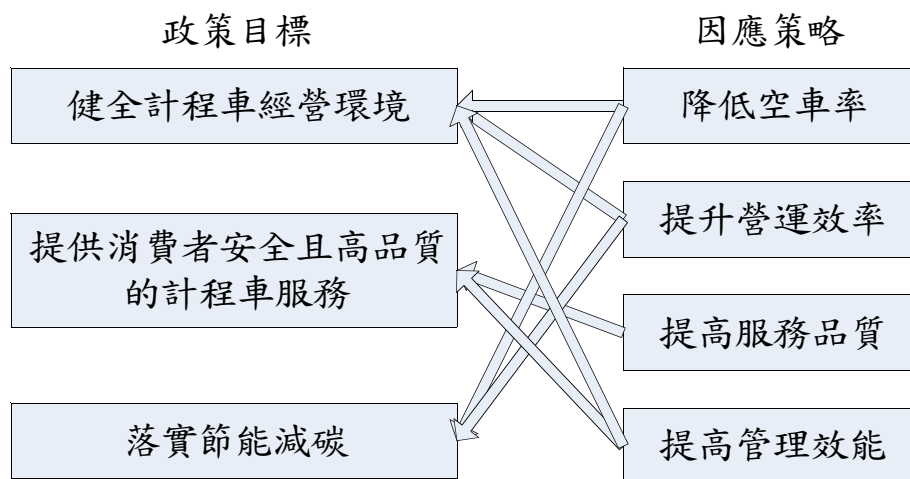 政策目標
因應策略
健全計程車經營環境
降低空車率
提升營運效率
提供消費者安全且高品質
的計程車服務
提高服務品質
落實節能減碳
提高管理效能